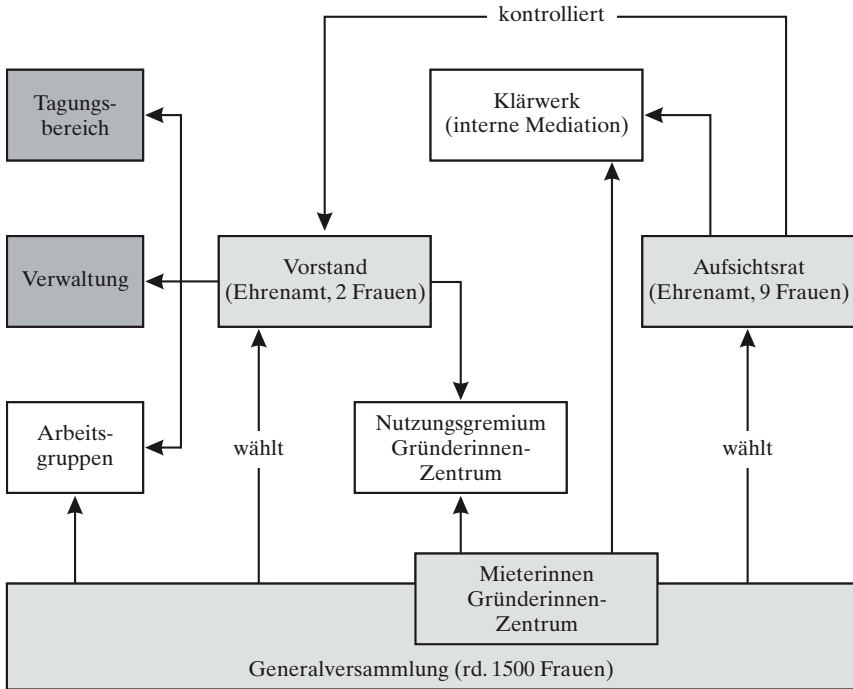 kontrolliert
Tagungs-
bereich
Klärwerk
(interne Mediation)
Verwaltung
Vorstand
(Ehrenamt, 2 Frauen)
Aufsichtsrat
(Ehrenamt, 9 Frauen)
Arbeits-
gruppen
wählt
Nutzungsgremium
Gründerinnen-
Zentrum
wählt
Mieterinnen
Gründerinnen-
Zentrum
Generalversammlung (rd. 1500 Frauen)